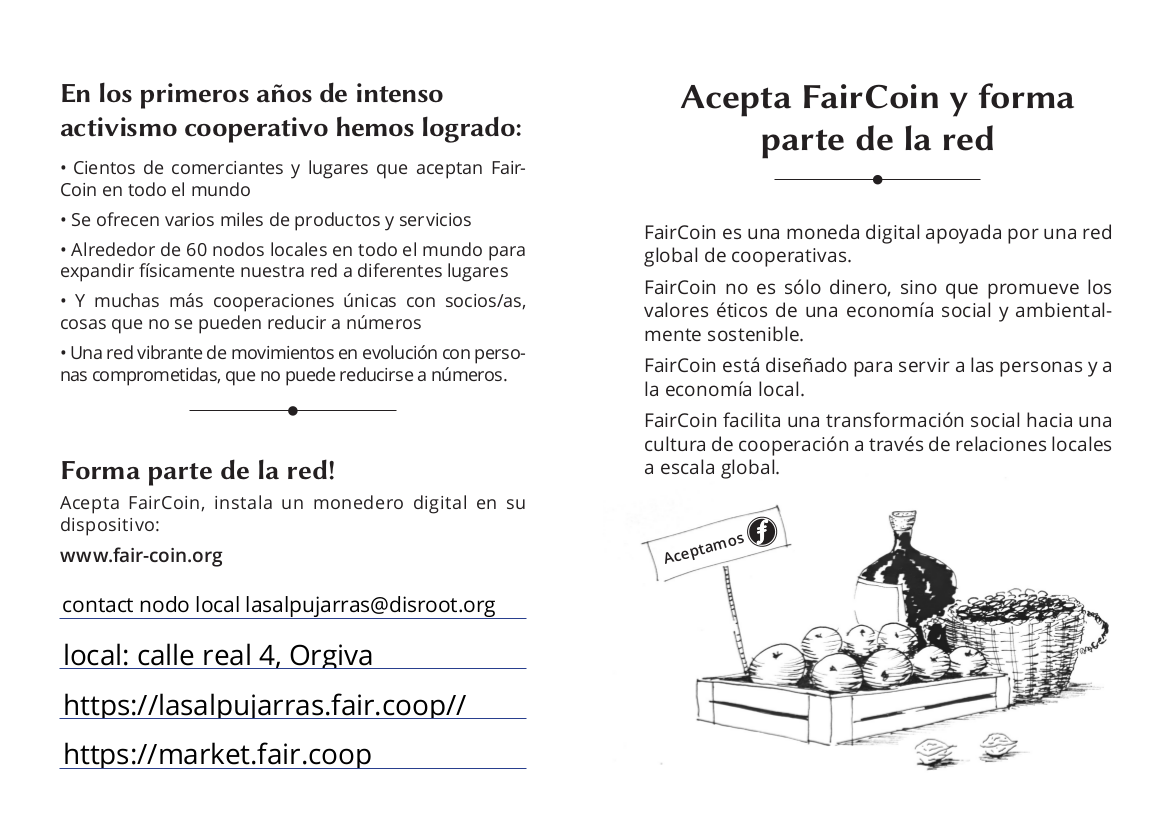 En los primeros años de intenso
activismo cooperativo hemos logrado:
• Cientos de comerciantes y lugares que aceptan Fair-
Coin en todo el mundo
• Se ofrecen varios miles de productos y servicios
• Alrededor de 60 nodos locales en todo el mundo para
expandir físicamente nuestra red a diferentes lugares
• Y muchas más cooperaciones únicas con socios/as,
cosas que no se pueden reducir a números
• Una red vibrante de movimientos en evolución con perso-
nas comprometidas, que no puede reducirse a números.
Forma parte de la red!
Acepta FairCoin, instala un monedero digital en su
dispositivo:
www.fair-coin.org
contact nodo local lasalpujarras@disroot.org
local: calle real 4, Orgiva
https://lasalpujarras.fair.coop//
https://market.fair.coop
Acepta FairCoin y forma
parte de la red
FairCoin es una moneda digital apoyada por una red
global de cooperativas.
FairCoin no es sólo dinero, sino que promueve los
valores éticos de una economía social y ambiental-
mente sostenible.
FairCoin está diseñado para servir a las personas y a
la economía local.
FairCoin facilita una transformación social hacia una
cultura de cooperación a través de relaciones locales
a escala global.
Aceptamos f